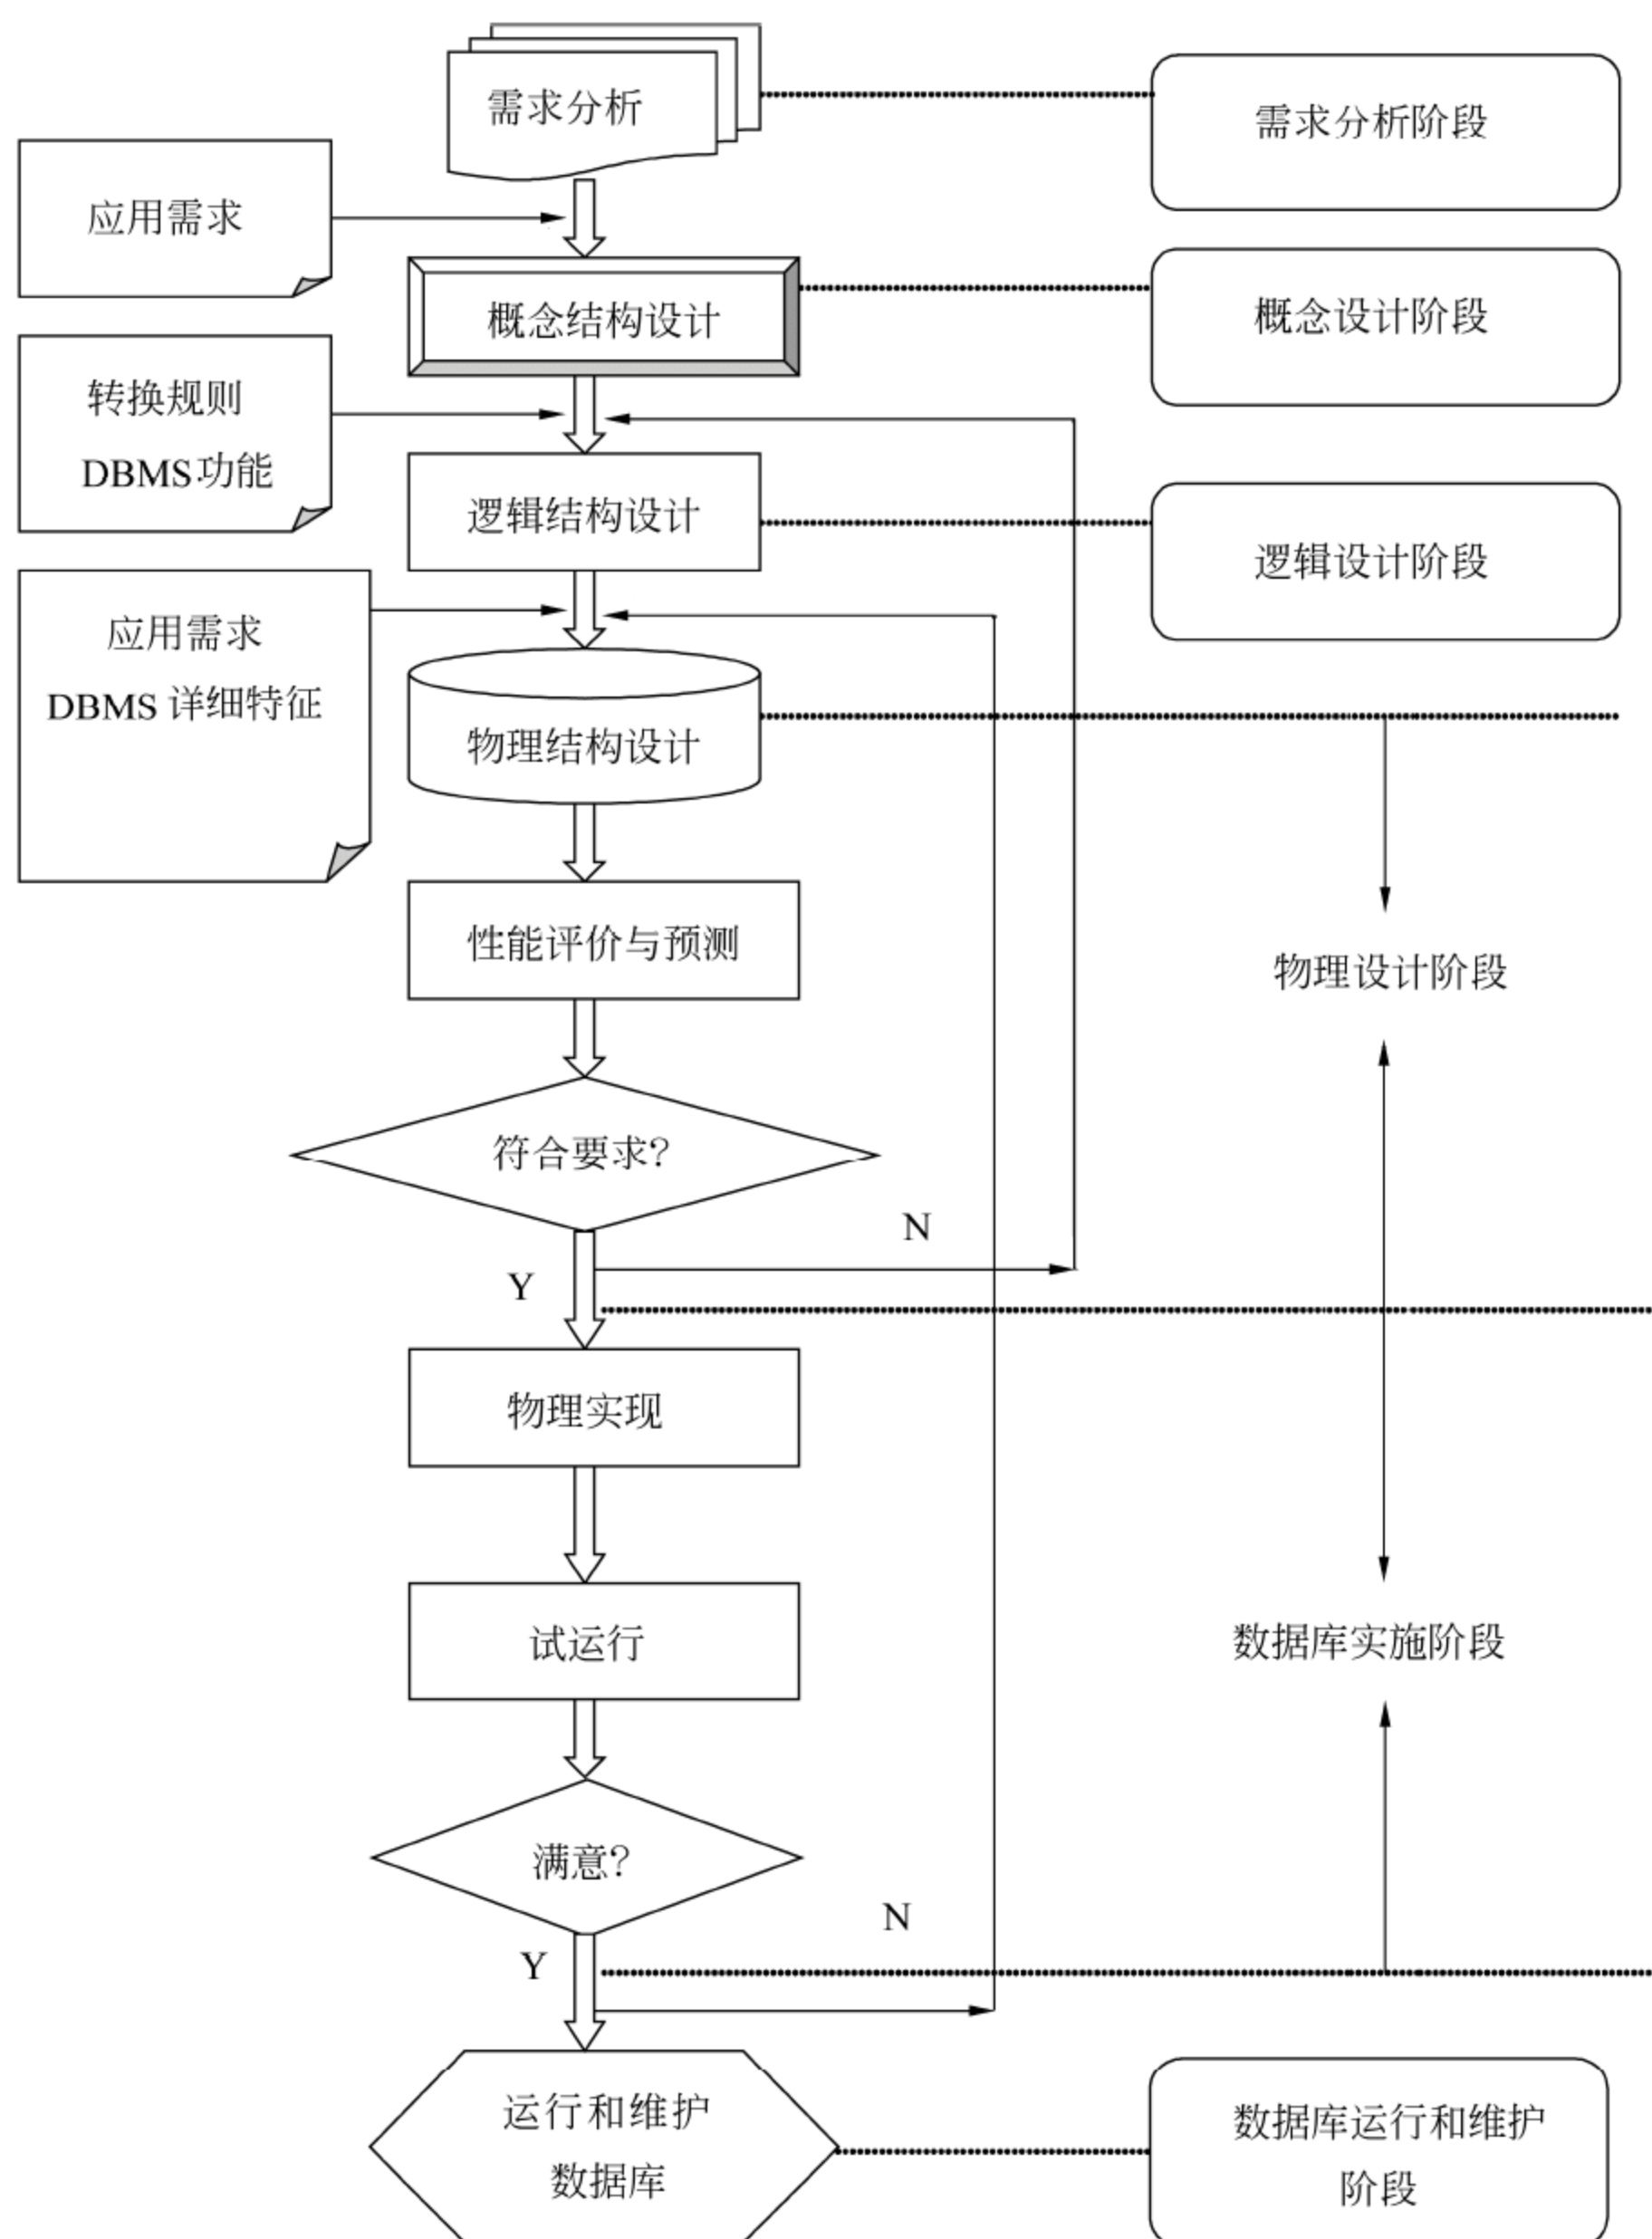 需求分析
需求分析阶段
应用需求
概念结构设计
概念设计阶段
转换规则
DBMS功能
逻辑结构设计
逻辑设计阶段
应用需求
DBMS 详细特征
物理结构设计
性能评价与预测
物理设计阶段
符合要求?
N
Y
物理实现
试运行
数据库实施阶段
满意?
N
Y
运行和维护
数据库
数据库运行和维护
阶段